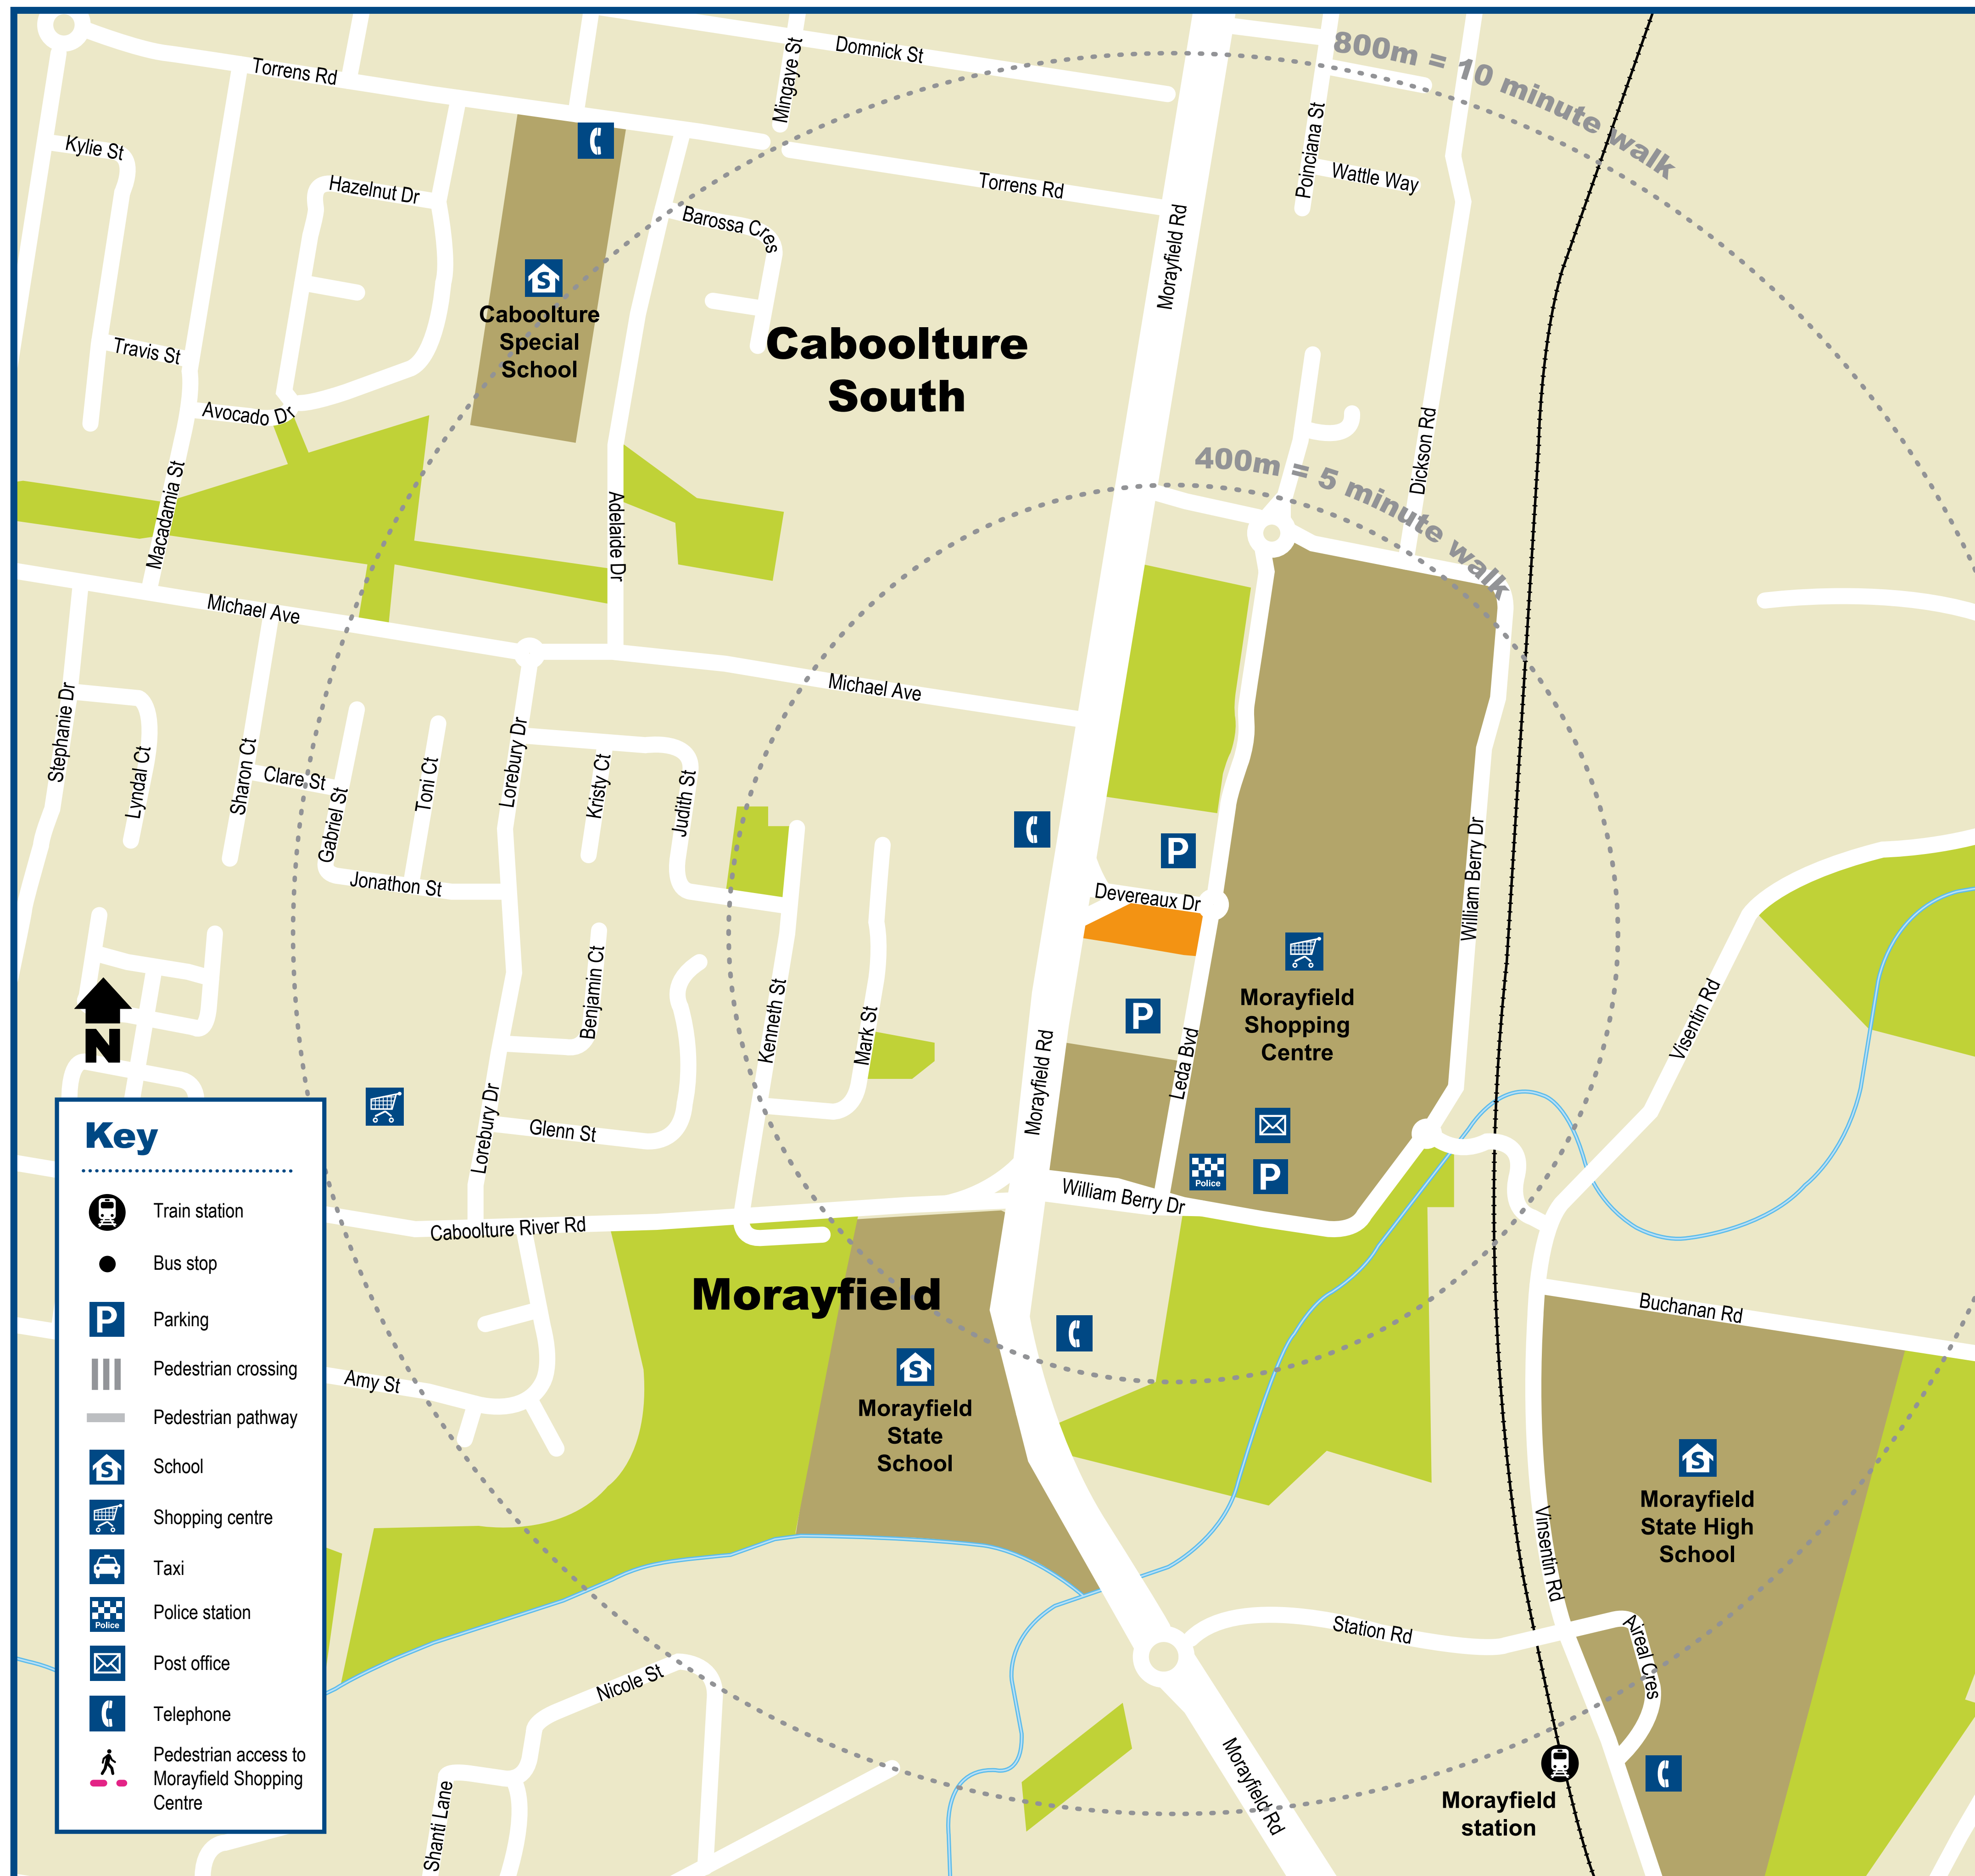 800m = 10 minute walk
Domnick St
Mingaye St
Torrens Rd
Kylie St
Hazelnut Dr
Poinciana St
Wattle Way
Torrens Rd
Barossa Cres
Morayfield Rd
Caboolture
Special
School
Caboolture
South
Travis St
Avocado Dr
Dickson Rd
400m = 5 minute walk
Macadamia St
Adelaide Dr
Michael Ave
Michael Ave
Stephanie Dr
Lyndal Ct
Sharon Ct
Clare St
Gabriel St
Toni Ct
Lorebury Dr
Kristy Ct
Judith St
Jonathon St
P
Devereaux Dr
William Berry Dr
Benjamin Ct
Kenneth St
Mark St
Morayfield Rd
P
Leda Bvd
Morayfield
Shopping
Centre
Visentin Rd
N
Lorebury Dr
Glenn St
Police
P
William Berry Dr
Caboolture River Rd
Morayfield
Buchanan Rd
Amy St
S
Morayfield
State
School
S
Morayfield
State High
School
Vinsentin Rd
Station Rd
Aireal Cres
Nicole St
Shanti Lane
Morayfield Rd
Morayfield
station
Key
Train station
Bus stop
P Parking
Pedestrian crossing
Pedestrian pathway
S School
Shopping centre
Taxi
Police Police station
Post office
Telephone
Pedestrian access to
Morayfield Shopping
Centre